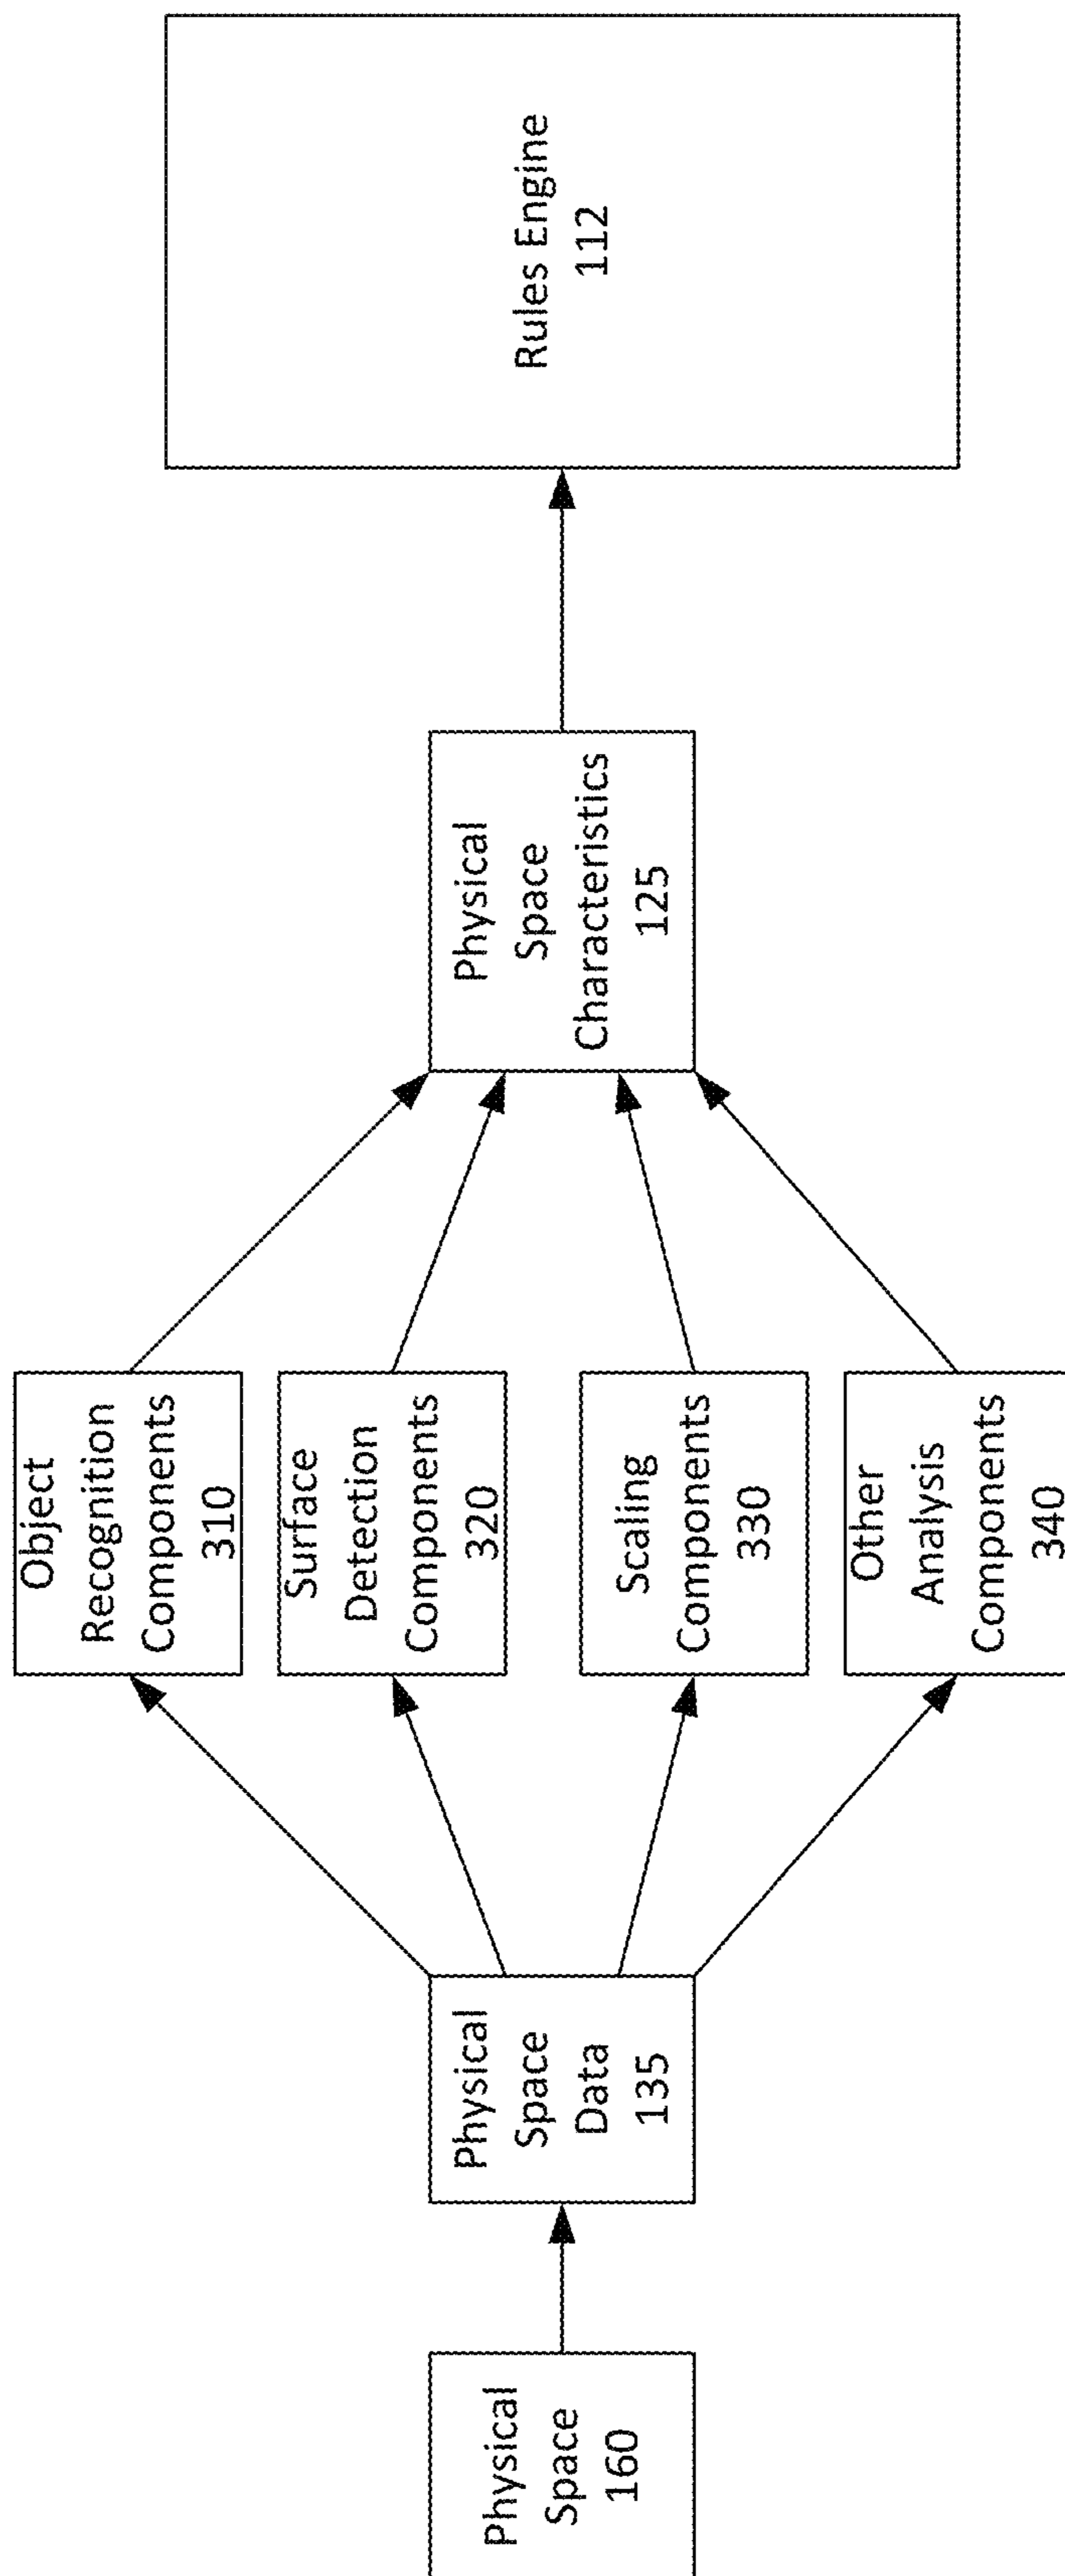 Physical
Space
160
Physical
Space
Data
135
Object
Recognition
Components
310
Surface
Detection
Components
320
Scaling
Components
330
Other
Analysis
Components
340
Physical
Space
Characteristics
125
Rules Engine
112